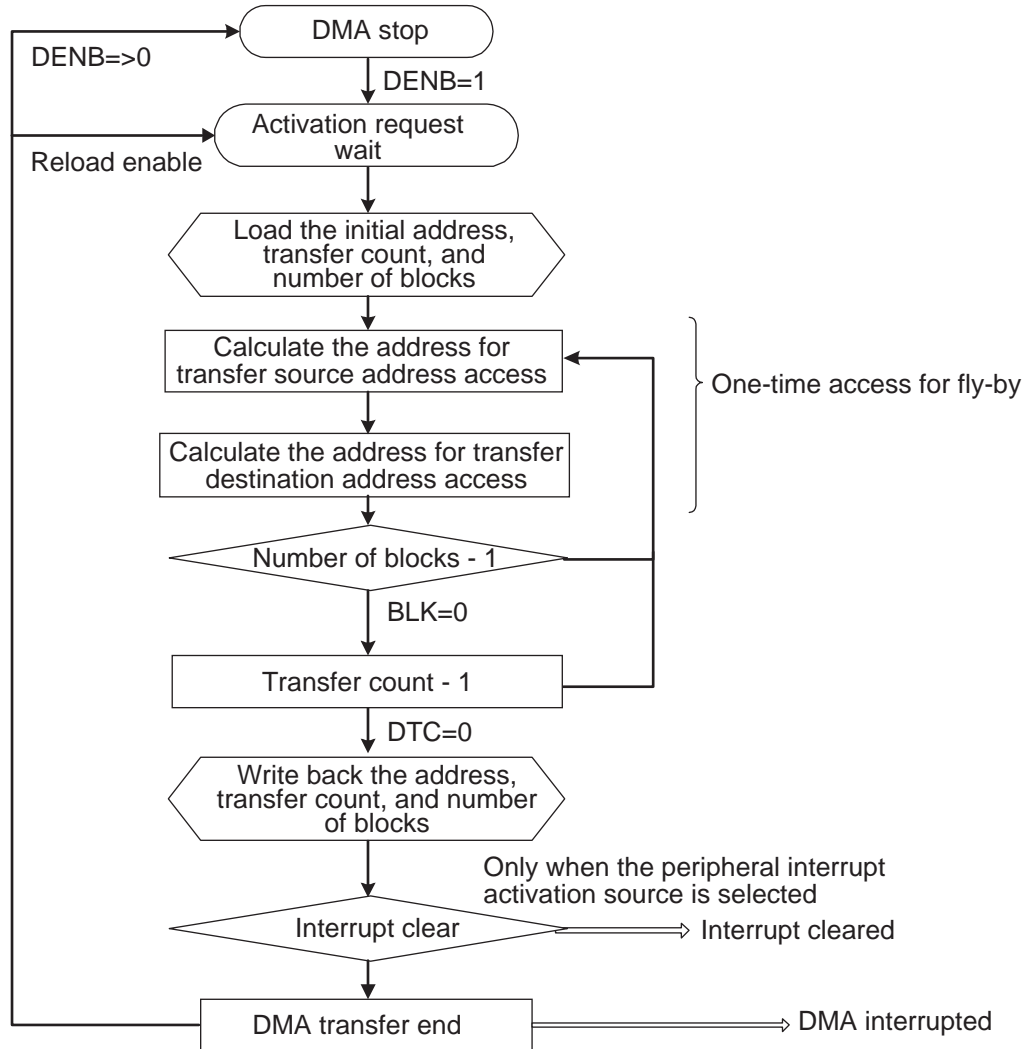 DMA stop
DENB=>0
DENB=1
Activation request
wait
Reload enable
Load the initial address,
transfer count, and
number of blocks
Calculate the address for
transfer source address access
One-time access for fly-by
Calculate the address for transfer
destination address access
Number of blocks - 1
BLK=0
Transfer count - 1
DTC=0
Write back the address,
transfer count, and number
of blocks
Only when the peripheral interrupt
activation source is selected
Interrupt clear
Interrupt cleared
DMA transfer end
DMA interrupted